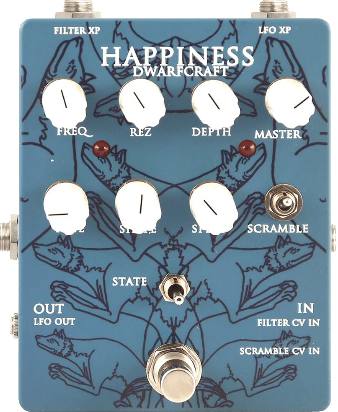 FILTER XP
LFO XP
HAPPINESS
DWARFCRAFT
FREQ
REZ
DEPTH
MASTER
SCRAMBLE
STATE
OUT
LFO OUT
IN
FILTER CV IN
SCRAMBLE CV IN